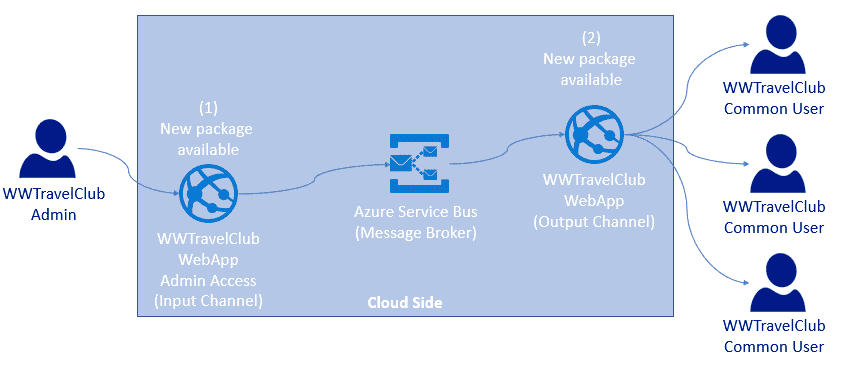 WWTravelClub
Admin
(1)
New package
available
WWTravelClub
WebApp
Admin Access
(Input Channel)
Azure Service Bus
(Message Broker)
(2)
New package
available
WWTravelClub
WebApp
(Output Channel)
Cloud Side
WWTravelClub
Common User
WWTravelClub
Common User
WWTravelClub
Common User